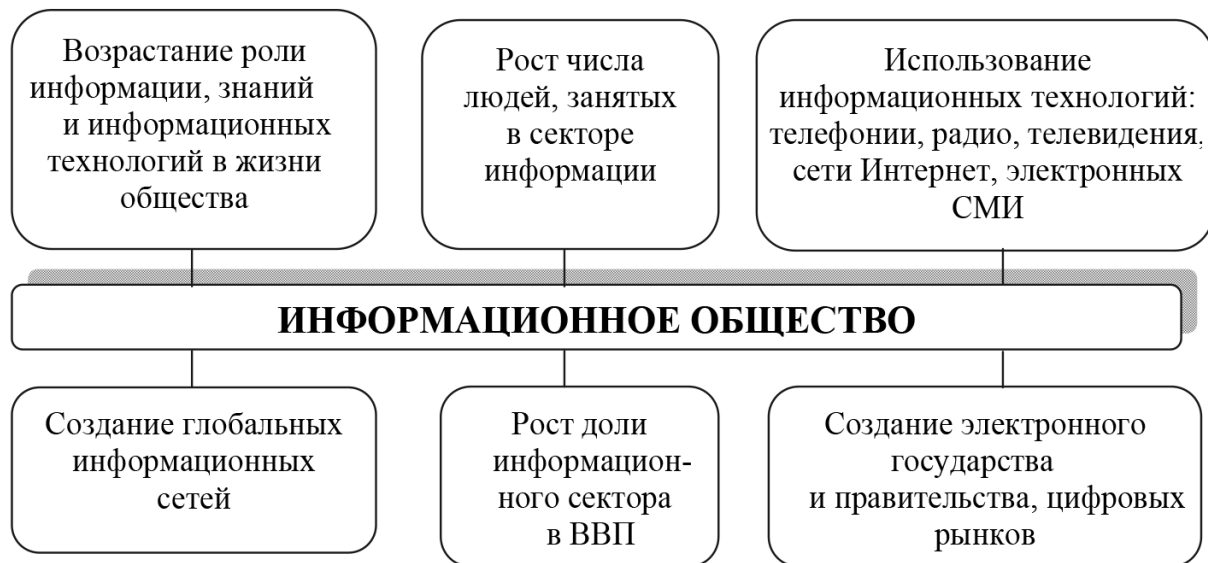 Возрастание роли
информации, знаний
и информационных
технологий в жизни
общества
Рост числа
людей, занятых
в секторе
информации
Использование
информационных технологий:
телефонии, радио, телевидения,
сети Интернет, электронных
СМИ
ИНФОРМАЦИОННОЕ ОБЩЕСТВО
Создание глобальных
информационных
сетей
Рост доли
информацион-
ного сектора
в ВВП
Создание электронного
государства
и правительства, цифровых
рынков